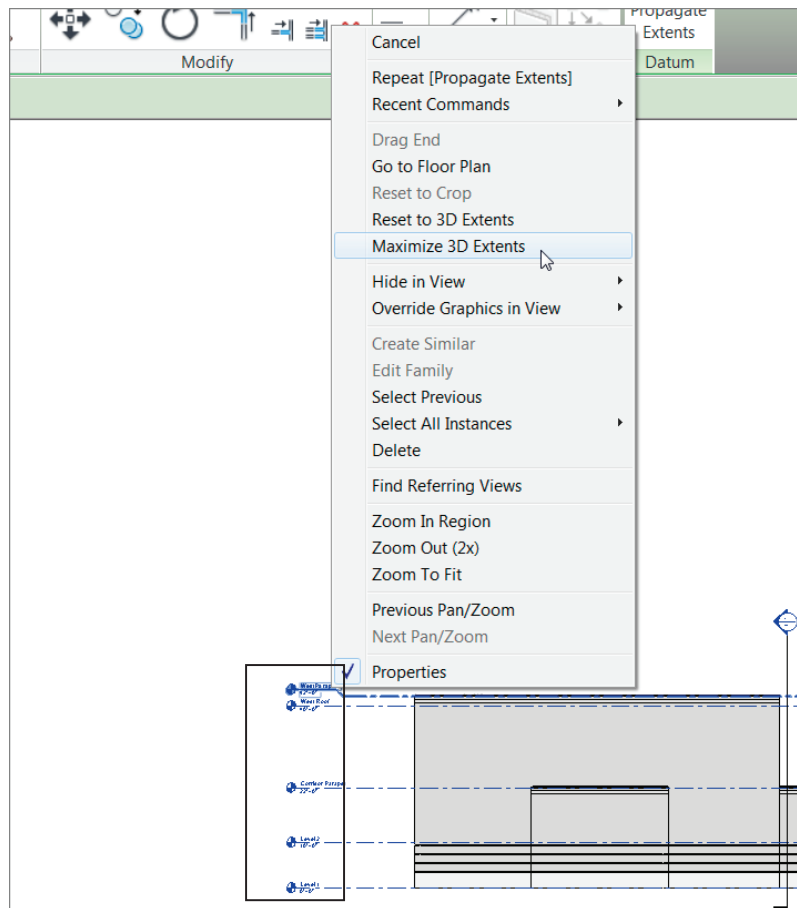 Propagate
Extents
Modify
Datum
Cancel
Repeat [Propagate Extents]
Recent Commands
Drag End
Go to Floor Plan
Reset to Crop
Reset to 3D Extents
Maximize 3D Extents
Hide in View
Override Graphics in View
Create Similar
Edit Family
Select Previous
Select All Instances
Delete
Find Referring Views
Zoom In Region
Zoom Out (2x)
Zoom To Fit
Previous Pan/Zoom
Next Pan/Zoom
Properties
West Roof
Level 2
Level 1